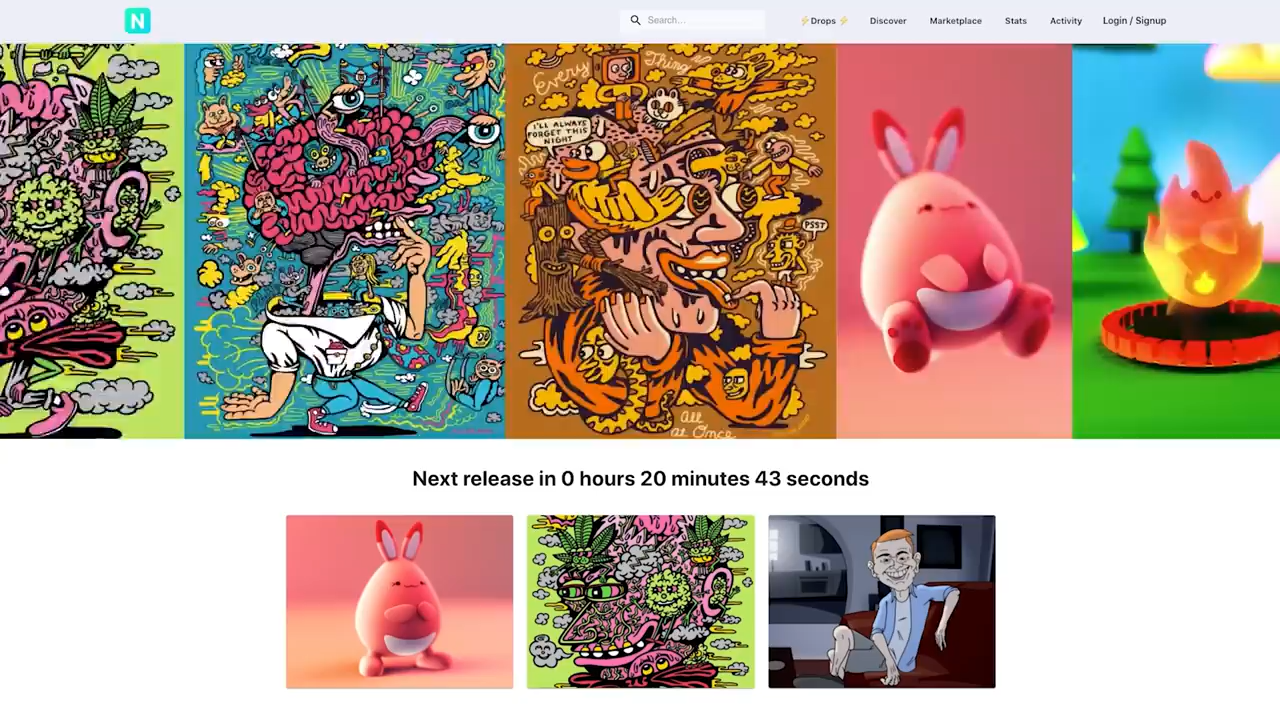 N
Search...
⚡Drops ⚡
Discover
Marketplace
Stats
Activity
Login / Signup
Every Thing
I'LL ALWAYS
FORGET THIS
NIGHT
PSST
All
at Once
Next release in 0 hours 20 minutes 43 seconds